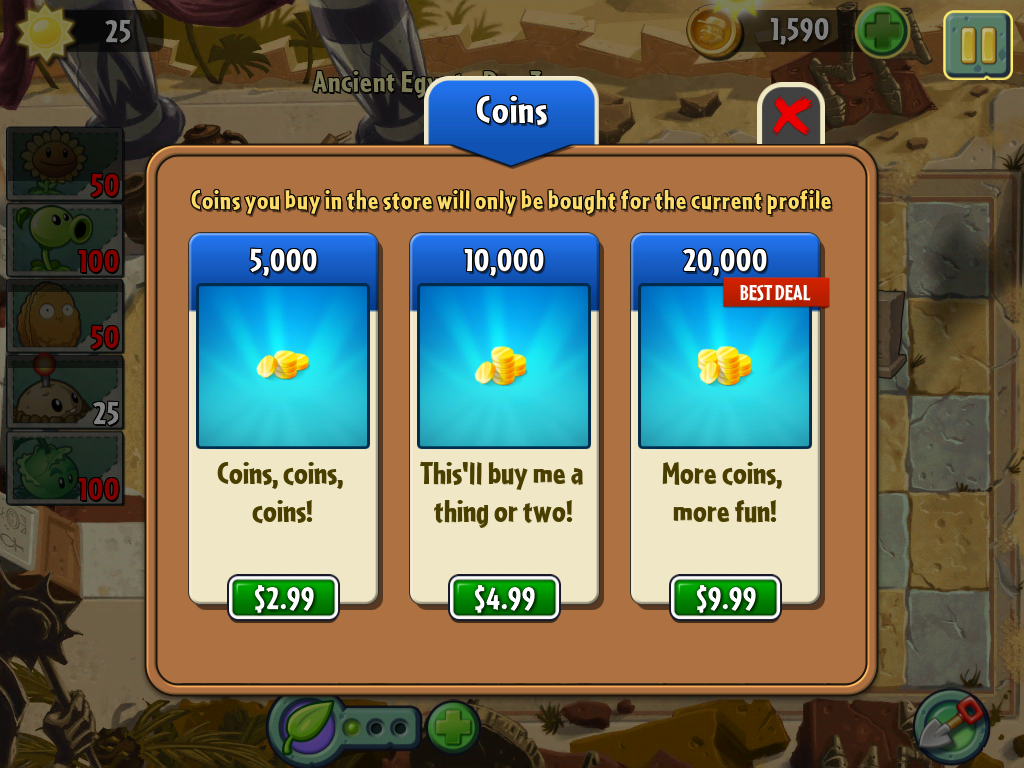 25
1,590
Ancient Eg
Coins
Coins you buy in the store will only be bought for the current profile
50
100
50
25
100
5,000
Coins, coins,
coins!
$2.99
10,000
This'll buy me a
thing or two!
$4.99
20,000
BEST DEAL
More coins,
more fun!
$9.99